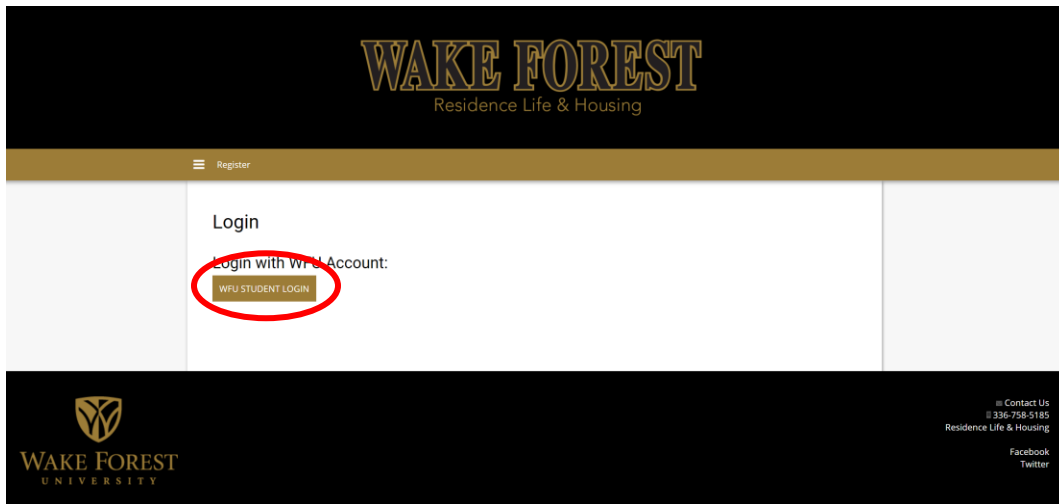 WAKE FOREST
Residence Life & Housing
Register
Login
Login with WFU Account:
WFU STUDENT LOGIN
WAKE FOREST
UNIVERSITY
Contact Us
336-758-5185
Residence Life & Housing
Facebook
Twitter